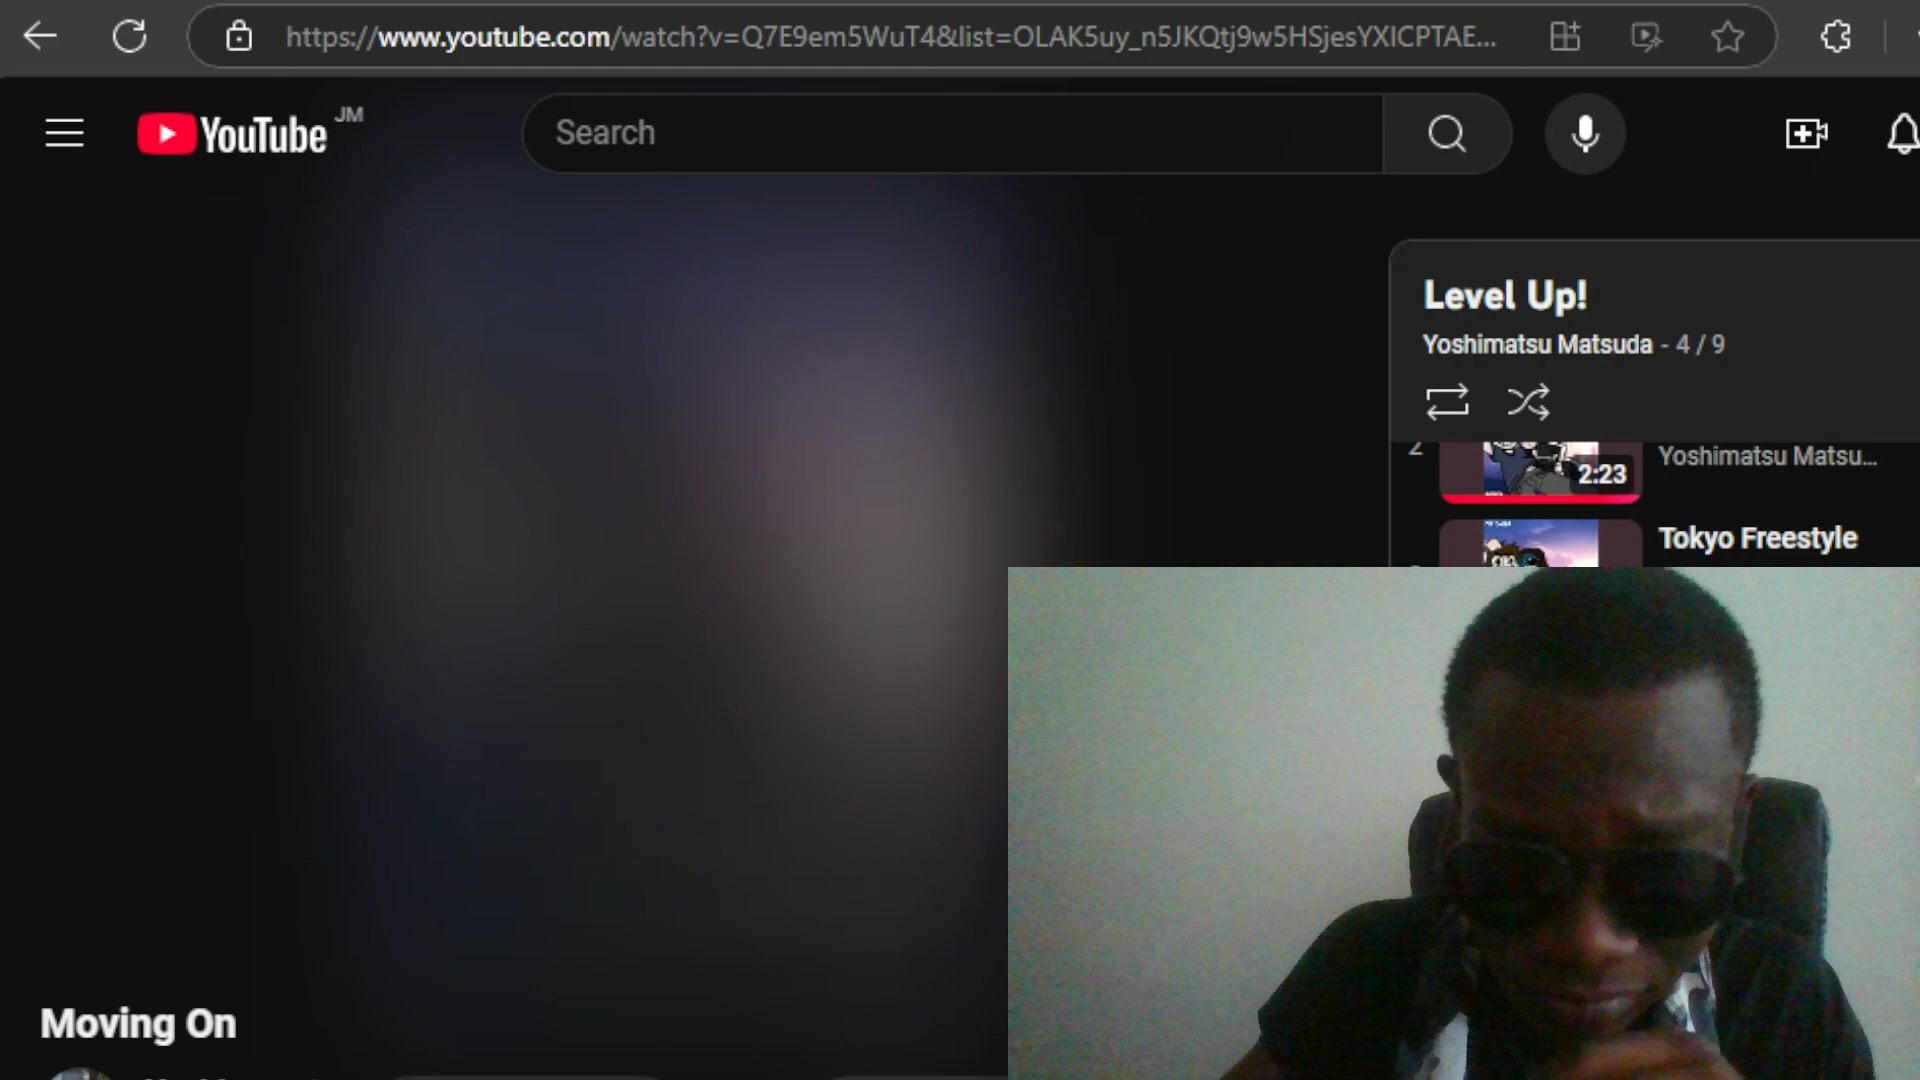 https://www.youtube.com/watch?v=Q7E9em5WuT4&list=OLAK5uy_n5JKQtj9w5HSjesYXICPTAE...
YouTube JM
Search
Level Up!
Yoshimatsu Matsuda - 4 / 9
2
2:23
Yoshimatsu Matsu...
Tokyo Freestyle
Moving On